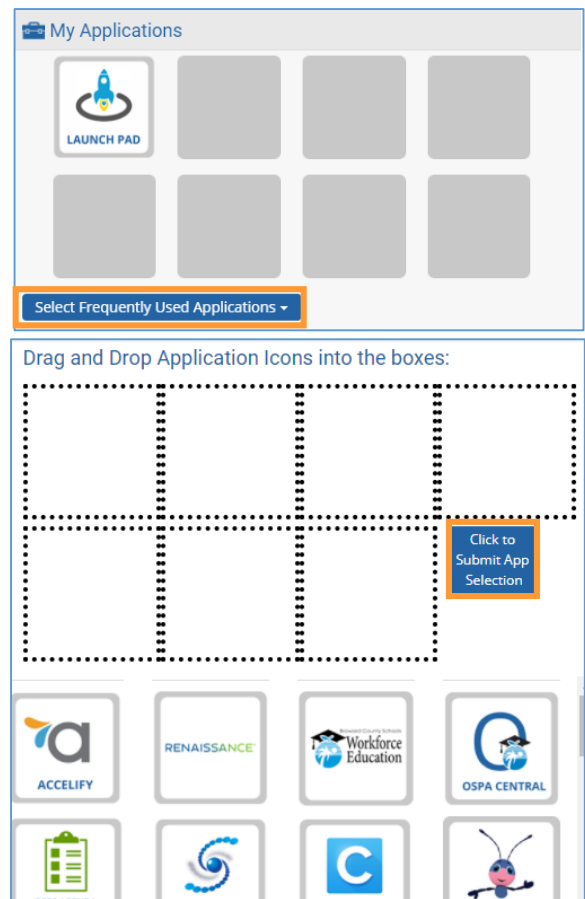 My Applications
LAUNCH PAD
Select Frequently Used Applications
Drag and Drop Application Icons into the boxes:
Click to
Submit App
Selection
ACCELIFY
RENAISSANCE
Broward County Schools
Workforce
Education
OSPA CENTRAL
C